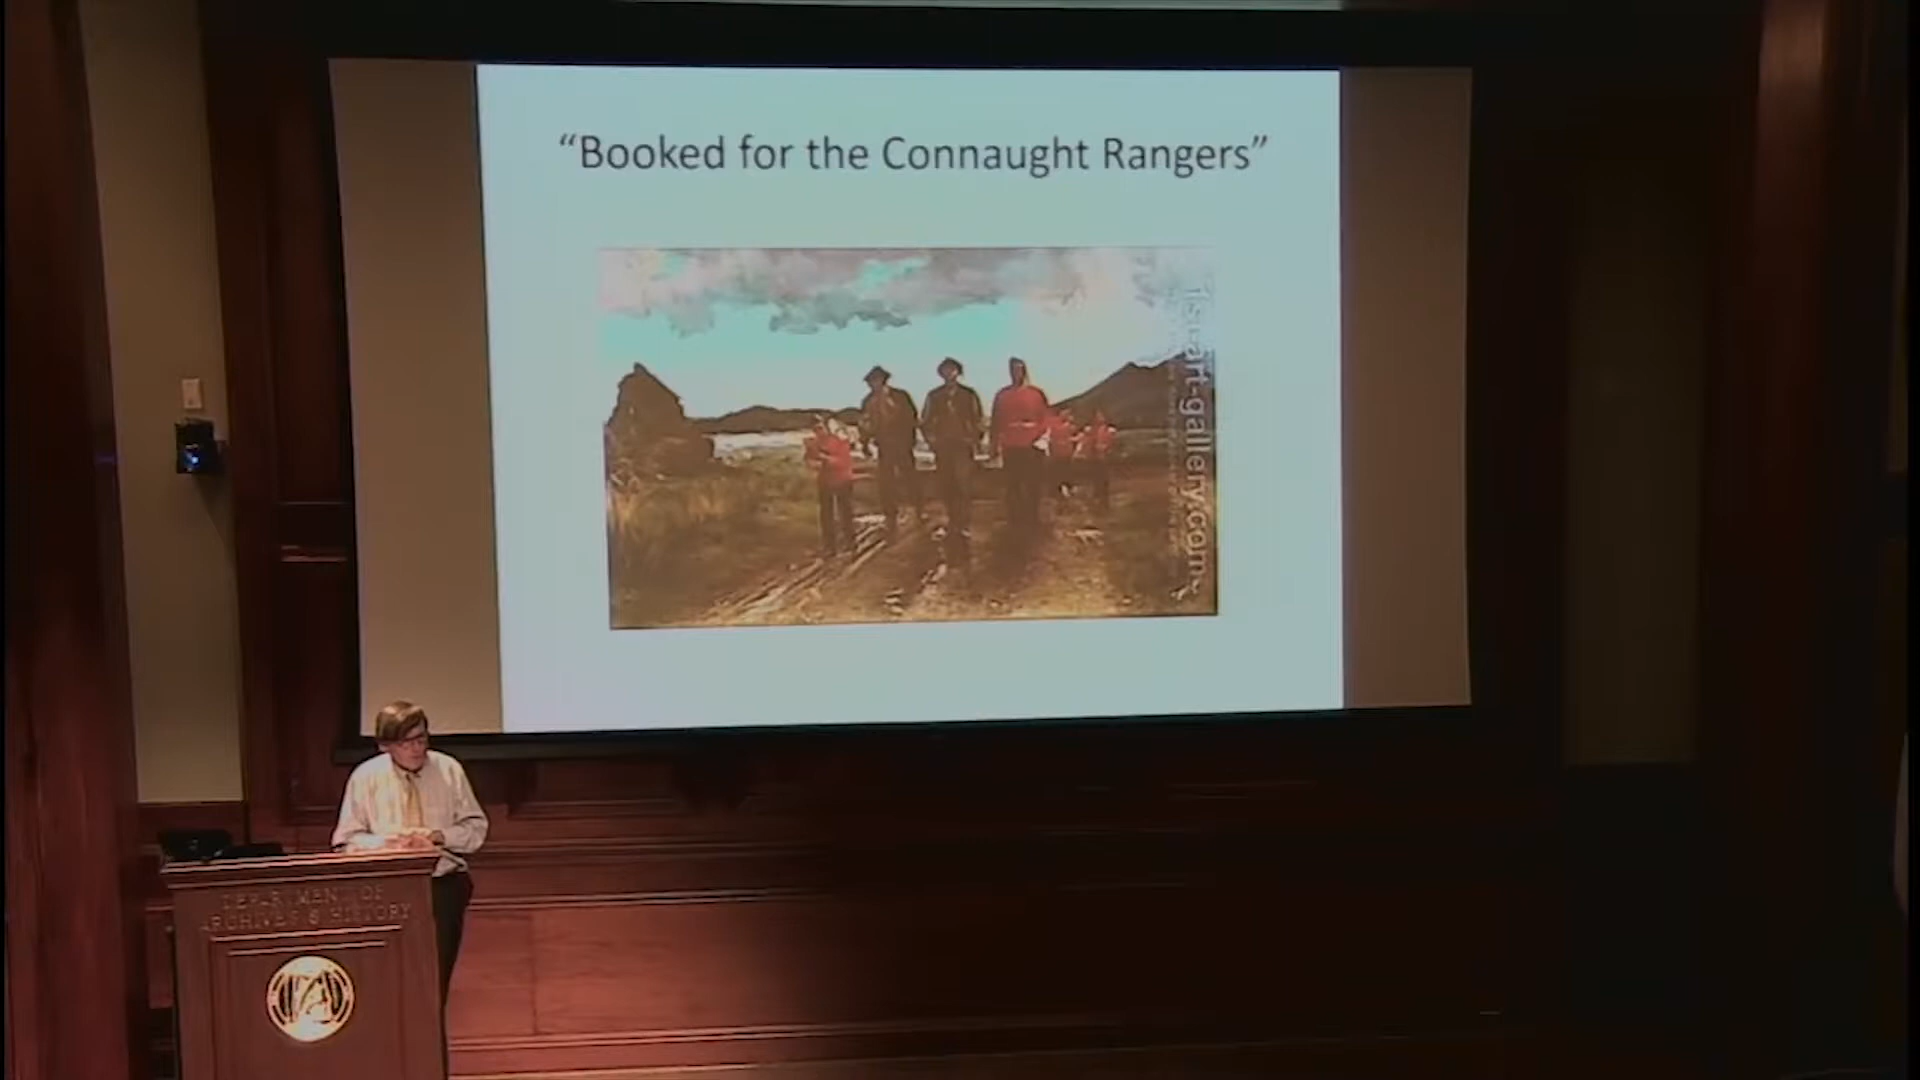 “Booked for the Connaught Rangers”
DEPARTMENT OF
ARCHIVES & HISTORY